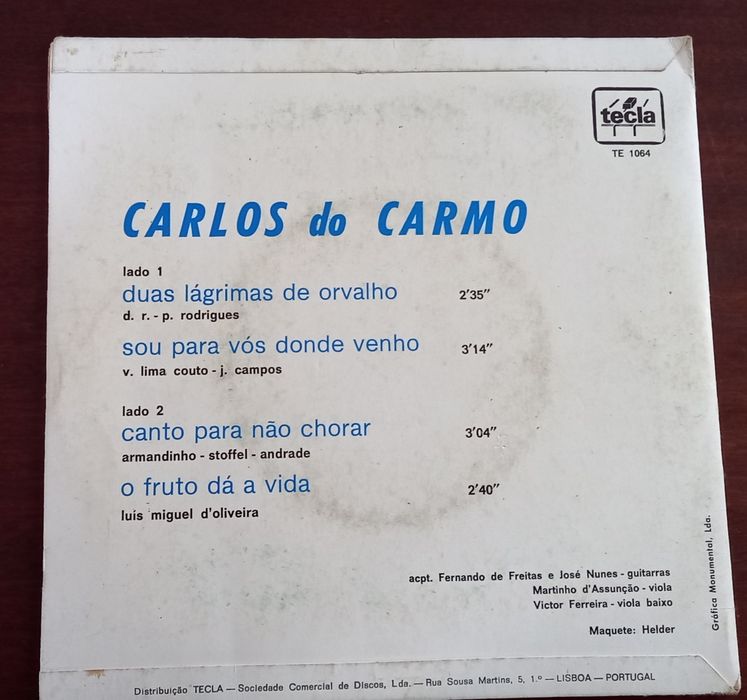 tecla
TE 1064
CARLOS do CARMO
lado 1
duas lágrimas de orvalho 2'35"
d. r. - p. rodrigues
sou para vós donde venho 3'14"
v. lima couto - j. campos
lado 2
canto para não chorar 3'04"
armandinho - stoffel - andrade
o fruto dá a vida 2'40"
luis miguel d'oliveira
acpt. Fernando de Freitas e José Nunes - guitarras
Martinho d'Assunção - viola
Victor Ferreira - viola baixo
Maquete: Helder
Gráfica Monumental, Lda.
Distribuição TECLA — Sociedade Comercial de Discos, Lda. — Rua Sousa Martins, 5, 1.º — LISBOA — PORTUGAL